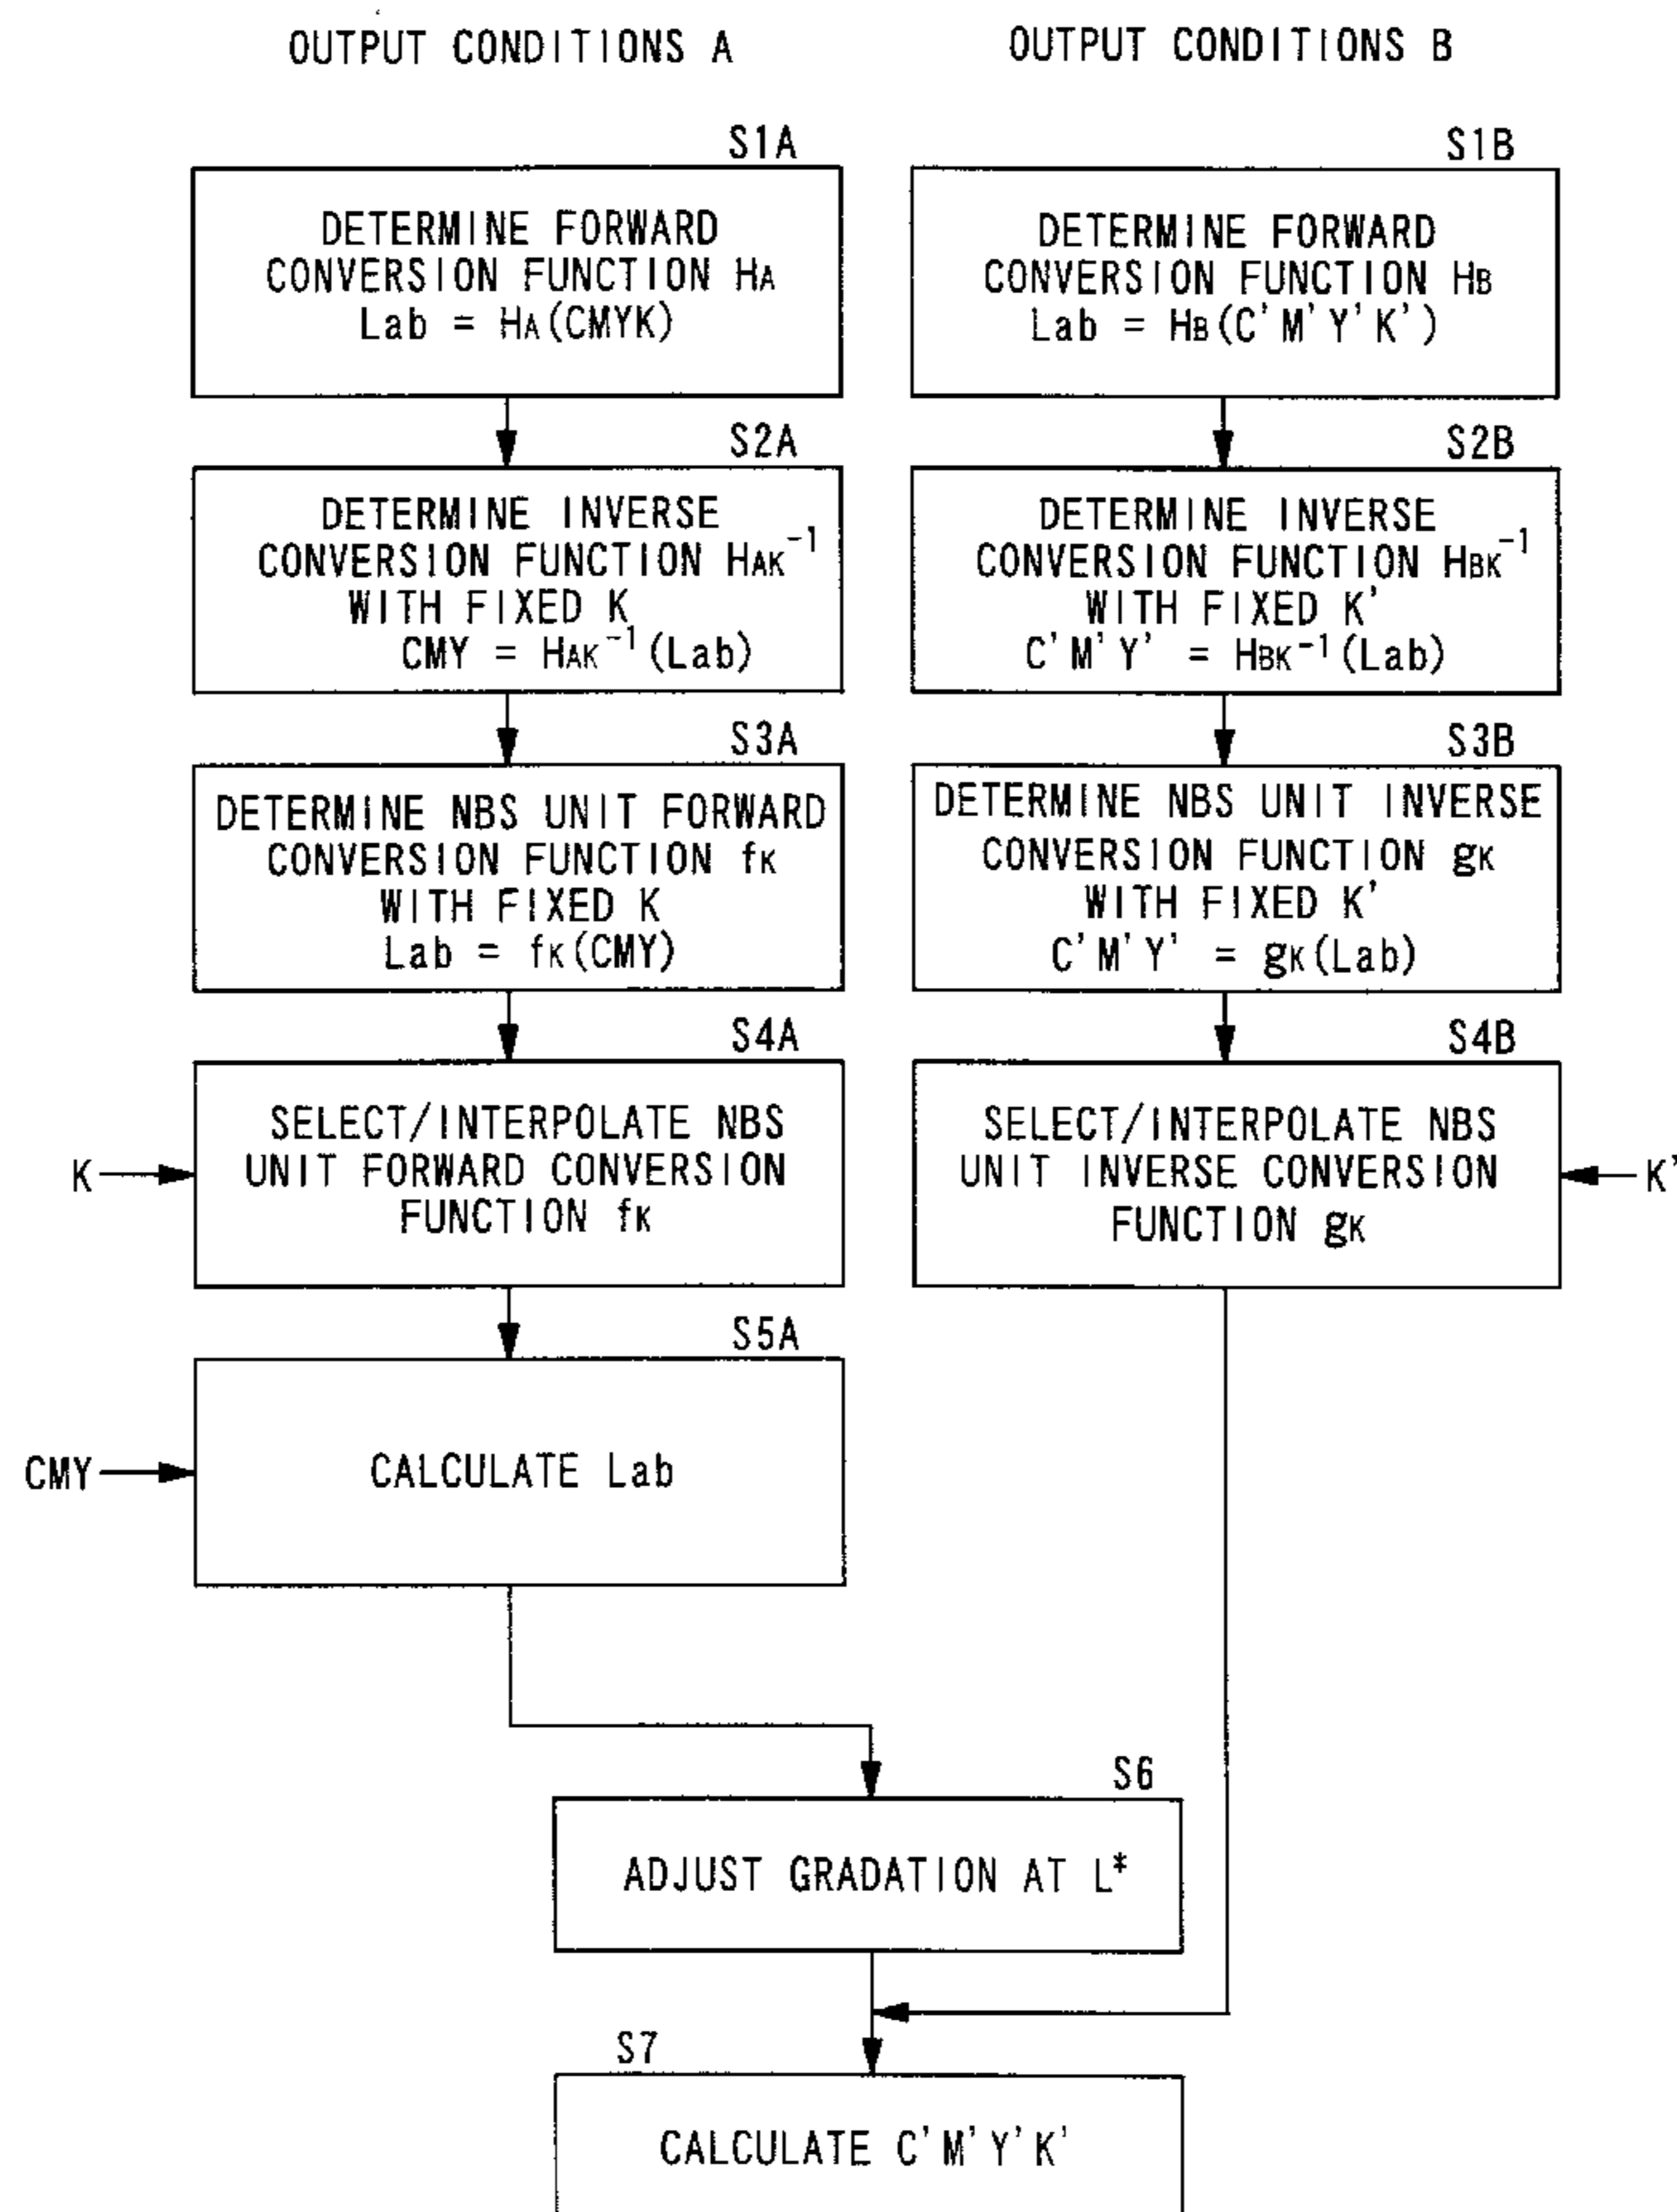 OUTPUT CONDITIONS A
OUTPUT CONDITIONS B
S1A
DETERMINE FORWARD
CONVERSION FUNCTION HA
Lab = HA(CMYK)
S1B
DETERMINE FORWARD
CONVERSION FUNCTION HB
Lab = HB(C'M'Y'K')
S2A
DETERMINE INVERSE
CONVERSION FUNCTION HAK⁻¹
WITH FIXED K
CMY = HAK⁻¹(Lab)
S2B
DETERMINE INVERSE
CONVERSION FUNCTION HBK⁻¹
WITH FIXED K'
C'M'Y' = HBK⁻¹(Lab)
S3A
DETERMINE NBS UNIT FORWARD
CONVERSION FUNCTION fK
WITH FIXED K
Lab = fK(CMY)
S3B
DETERMINE NBS UNIT INVERSE
CONVERSION FUNCTION gK
WITH FIXED K'
C'M'Y' = gK(Lab)
S4A
K
SELECT/INTERPOLATE NBS
UNIT FORWARD CONVERSION
FUNCTION fK
S4B
SELECT/INTERPOLATE NBS
UNIT INVERSE CONVERSION
FUNCTION gK
K'
S5A
CMY
CALCULATE Lab
S6
ADJUST GRADATION AT L*
S7
CALCULATE C'M'Y'K'